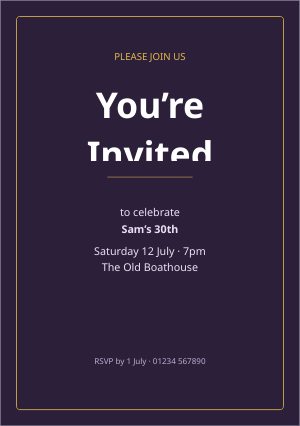 PLEASE JOIN US
You’re
Invited
to celebrate
Sam’s 30th
Saturday 12 July · 7pm
The Old Boathouse
RSVP by 1 July · 01234 567890